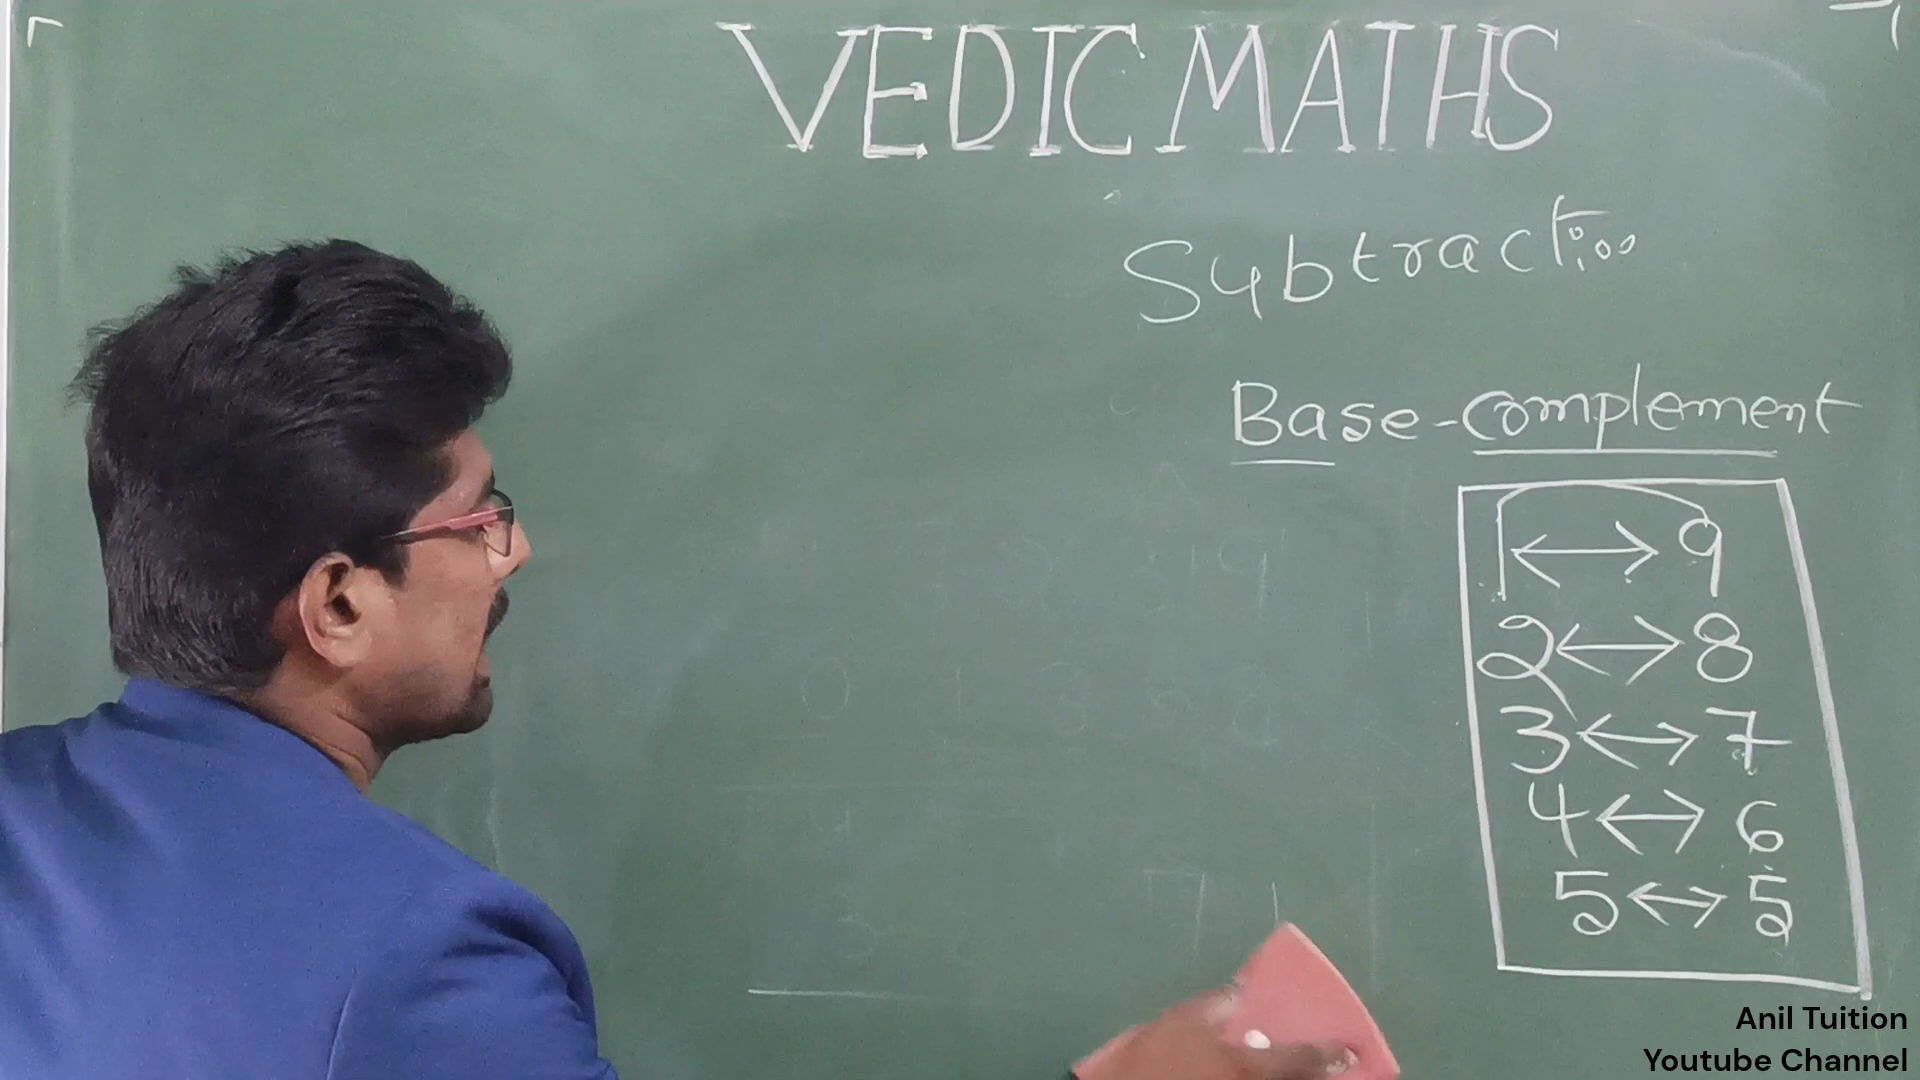 VEDIC MATHS
Subtraction
Base-complement
1 ↔ 9
2 ↔ 8
3 ↔ 7
4 ↔ 6
5 ↔ 5
Anil Tuition
Youtube Channel